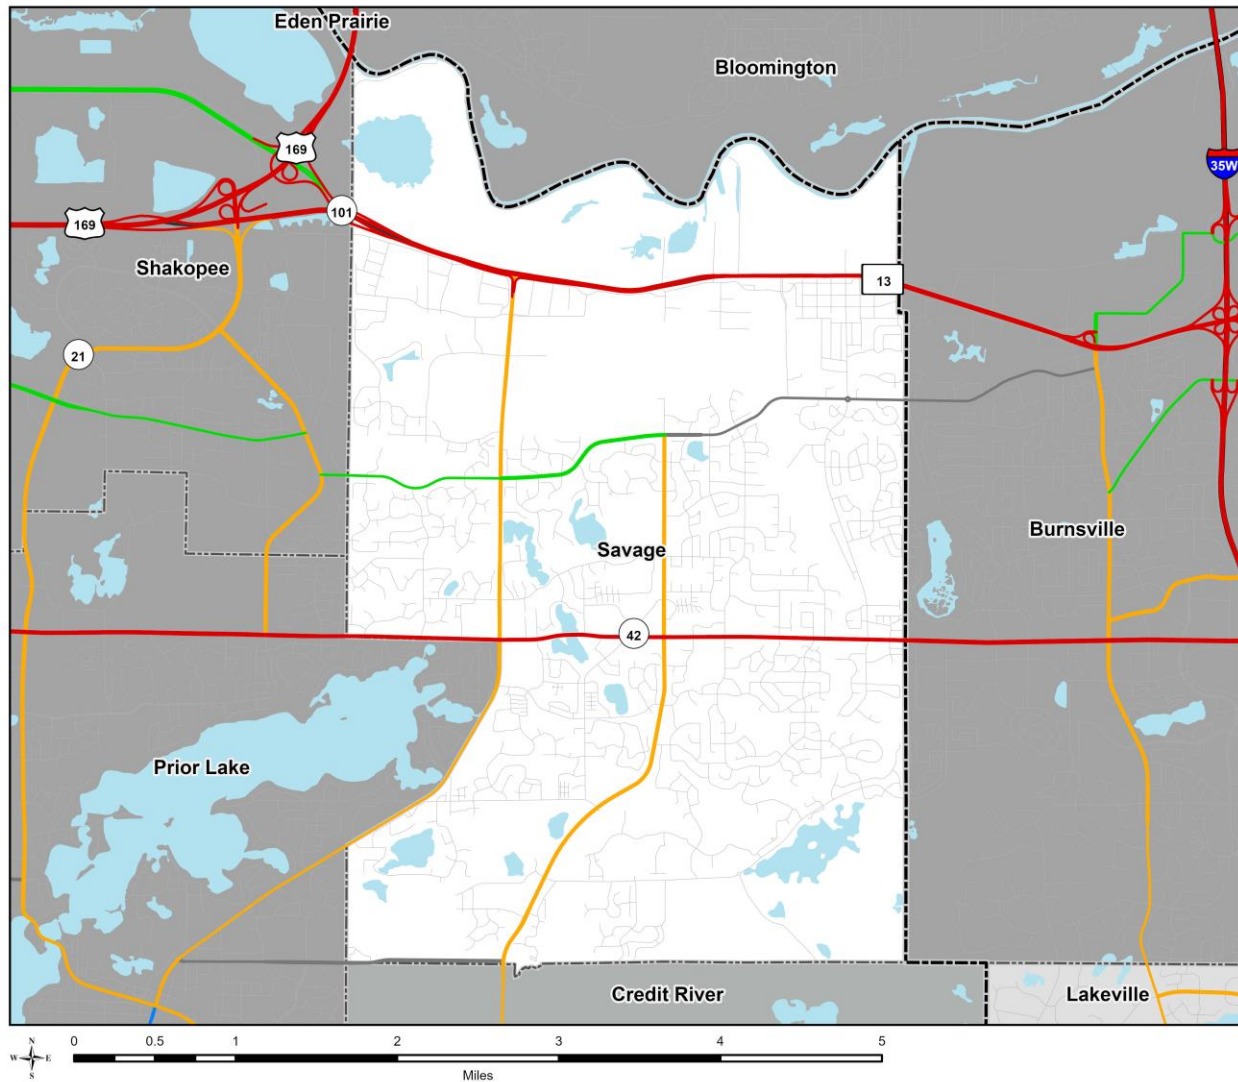 Eden Prairie
Bloomington
169
35W
101
169
Shakopee
13
21
Burnsville
Savage
42
Prior Lake
Credit River
Lakeville
N
W E
S
0 0.5 1 2 3 4 5
Miles